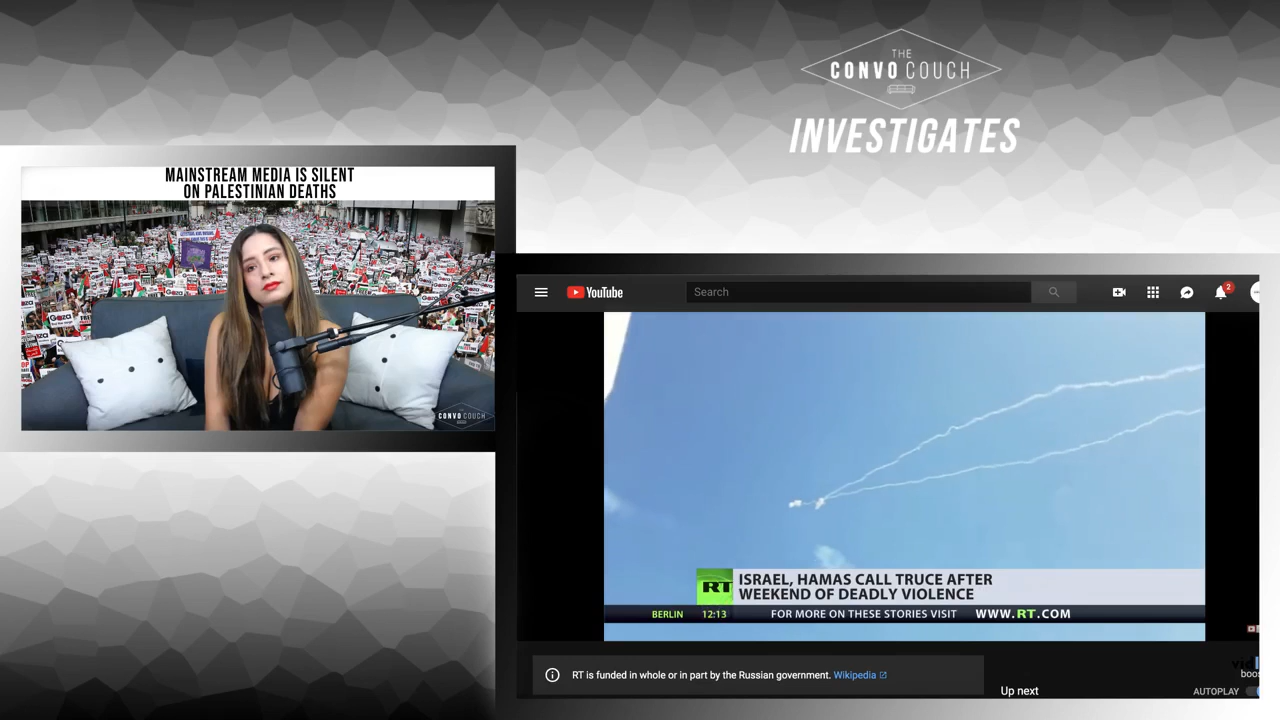 THE
CONVO COUCH
INVESTIGATES
MAINSTREAM MEDIA IS SILENT
ON PALESTINIAN DEATHS
GAZA
CONVO COUCH
YouTube
Search
2
RT
ISRAEL, HAMAS CALL TRUCE AFTER
WEEKEND OF DEADLY VIOLENCE
BERLIN 12:13 FOR MORE ON THESE STORIES VISIT WWW.RT.COM
RT is funded in whole or in part by the Russian government. Wikipedia
Up next
AUTOPLAY